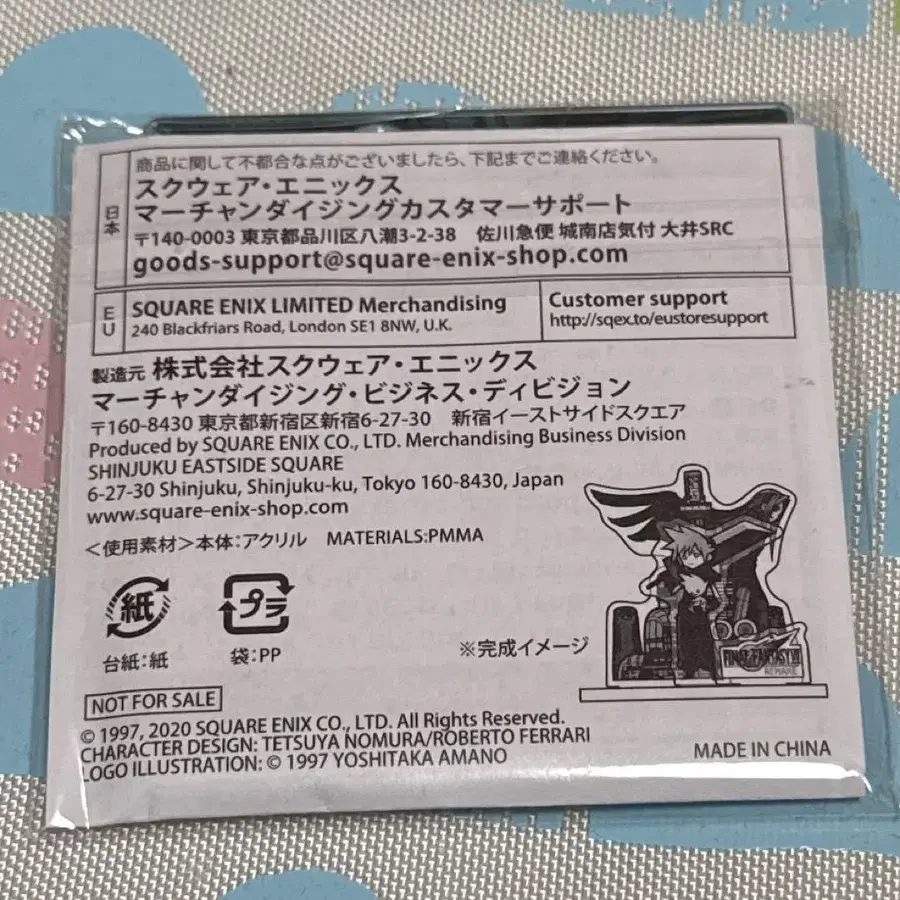 商品に関して不都合な点がございましたら、下記までご連絡ください。
日本
スクウェア・エニックス
マーチャンダイジングカスタマーサポート
〒140-0003 東京都品川区八潮3-2-38 佐川急便 城南店気付 大井SRC
goods-support@square-enix-shop.com
EU
SQUARE ENIX LIMITED Merchandising
240 Blackfriars Road, London SE1 8NW, U.K.
Customer support
http://sqex.to/eustoresupport
製造元 株式会社スクウェア・エニックス
マーチャンダイジング・ビジネス・ディビジョン
〒160-8430 東京都新宿区新宿6-27-30 新宿イーストサイドスクエア
Produced by SQUARE ENIX CO., LTD. Merchandising Business Division
SHINJUKU EASTSIDE SQUARE
6-27-30 Shinjuku, Shinjuku-ku, Tokyo 160-8430, Japan
www.square-enix-shop.com
＜使用素材＞本体：アクリル MATERIALS:PMMA
紙
プラ
台紙：紙
袋：PP
※完成イメージ
FINAL FANTASY VII
REMAKE
NOT FOR SALE
© 1997, 2020 SQUARE ENIX CO., LTD. All Rights Reserved.
CHARACTER DESIGN: TETSUYA NOMURA/ROBERTO FERRARI
LOGO ILLUSTRATION: © 1997 YOSHITAKA AMANO
MADE IN CHINA